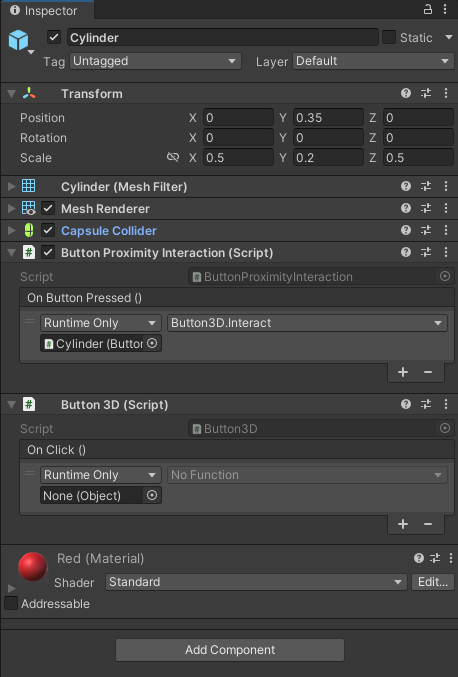 Inspector
Cylinder Static
Tag Untagged Layer Default
Transform
Position X 0 Y 0.35 Z 0
Rotation X 0 Y 0 Z 0
Scale X 0.5 Y 0.2 Z 0.5
Cylinder (Mesh Filter)
Mesh Renderer
Capsule Collider
# Button Proximity Interaction (Script)
Script # ButtonProximityInteraction
On Button Pressed ()
Runtime Only Button3D.Interact
# Cylinder (Buttor
+ −
# Button 3D (Script)
Script # Button3D
On Click ()
Runtime Only No Function
None (Object)
+ −
Red (Material)
Shader Standard Edit...
Addressable
Add Component